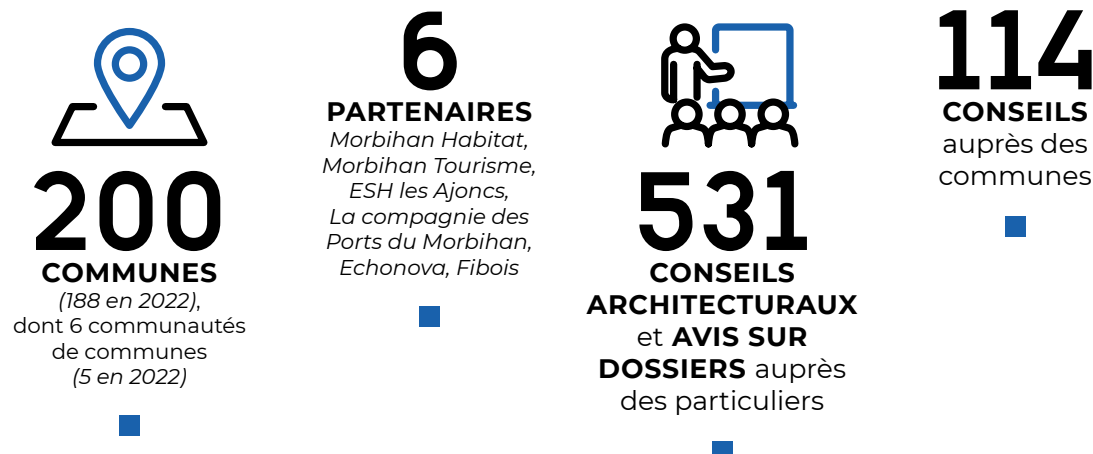 200
COMMUNES
(188 en 2022),
dont 6 communautés
de communes
(5 en 2022)
6
PARTENAIRES
Morbihan Habitat,
Morbihan Tourisme,
ESH les Ajoncs,
La compagnie des
Ports du Morbihan,
Echonova, Fibois
531
CONSEILS
ARCHITECTURAUX
et AVIS SUR
DOSSIERS auprès
des particuliers
114
CONSEILS
auprès des
communes